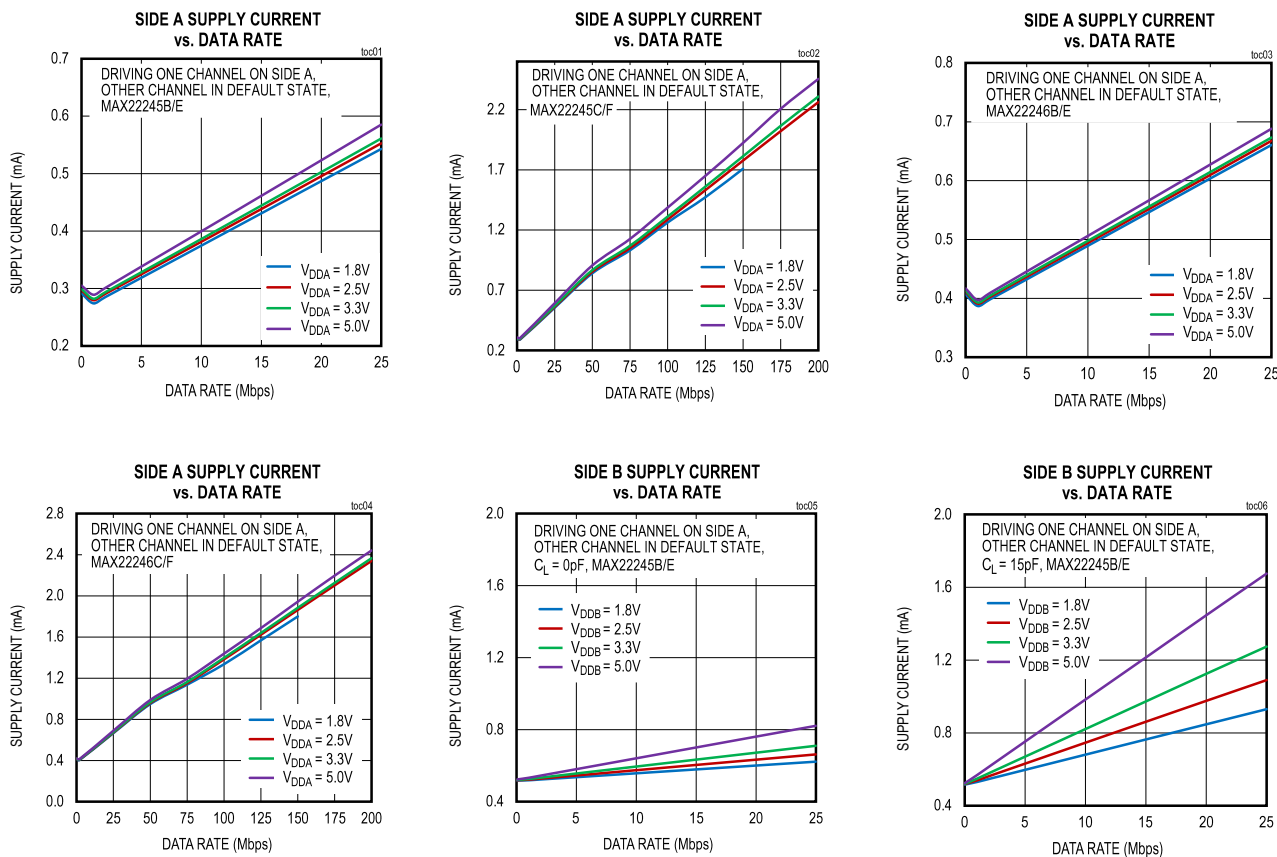 SIDE A SUPPLY CURRENT
vs. DATA RATE
toc01
DRIVING ONE CHANNEL ON SIDE A,
OTHER CHANNEL IN DEFAULT STATE,
MAX22245B/E
0.7
0.6
0.5
0.4
0.3
0.2
SUPPLY CURRENT (mA)
VDDA = 1.8V
VDDA = 2.5V
VDDA = 3.3V
VDDA = 5.0V
0 5 10 15 20 25
DATA RATE (Mbps)
SIDE A SUPPLY CURRENT
vs. DATA RATE
toc02
DRIVING ONE CHANNEL ON SIDE A,
OTHER CHANNEL IN DEFAULT STATE,
MAX22245C/F
2.2
1.7
1.2
0.7
0.2
SUPPLY CURRENT (mA)
VDDA = 1.8V
VDDA = 2.5V
VDDA = 3.3V
VDDA = 5.0V
0 25 50 75 100 125 150 175 200
DATA RATE (Mbps)
SIDE A SUPPLY CURRENT
vs. DATA RATE
toc03
DRIVING ONE CHANNEL ON SIDE A,
OTHER CHANNEL IN DEFAULT STATE,
MAX22246B/E
0.8
0.7
0.6
0.5
0.4
0.3
SUPPLY CURRENT (mA)
VDDA = 1.8V
VDDA = 2.5V
VDDA = 3.3V
VDDA = 5.0V
0 5 10 15 20 25
DATA RATE (Mbps)
SIDE A SUPPLY CURRENT
vs. DATA RATE
toc04
DRIVING ONE CHANNEL ON SIDE A,
OTHER CHANNEL IN DEFAULT STATE,
MAX22246C/F
2.8
2.4
2.0
1.6
1.2
0.8
0.4
0.0
SUPPLY CURRENT (mA)
VDDA = 1.8V
VDDA = 2.5V
VDDA = 3.3V
VDDA = 5.0V
0 25 50 75 100 125 150 175 200
DATA RATE (Mbps)
SIDE B SUPPLY CURRENT
vs. DATA RATE
toc05
DRIVING ONE CHANNEL ON SIDE A,
OTHER CHANNEL IN DEFAULT STATE,
CL = 0pF, MAX22245B/E
2.0
1.6
1.2
0.8
0.4
SUPPLY CURRENT (mA)
VDDB = 1.8V
VDDB = 2.5V
VDDB = 3.3V
VDDB = 5.0V
0 5 10 15 20 25
DATA RATE (Mbps)
SIDE B SUPPLY CURRENT
vs. DATA RATE
toc06
DRIVING ONE CHANNEL ON SIDE A,
OTHER CHANNEL IN DEFAULT STATE,
CL = 15pF, MAX22245B/E
2.0
1.6
1.2
0.8
0.4
SUPPLY CURRENT (mA)
VDDB = 1.8V
VDDB = 2.5V
VDDB = 3.3V
VDDB = 5.0V
0 5 10 15 20 25
DATA RATE (Mbps)